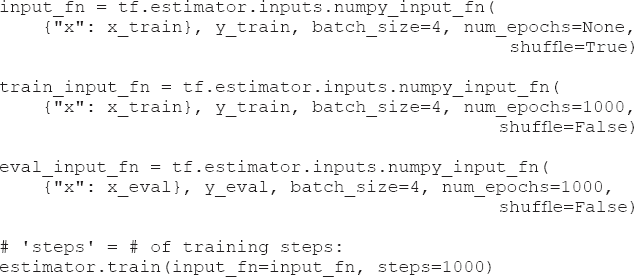 input_fn = tf.estimator.inputs.numpy_input_fn(
{"x": x_train}, y_train, batch_size=4, num_epochs=None,
shuffle=True)
train_input_fn = tf.estimator.inputs.numpy_input_fn(
{"x": x_train}, y_train, batch_size=4, num_epochs=1000,
shuffle=False)
eval_input_fn = tf.estimator.inputs.numpy_input_fn(
{"x": x_eval}, y_eval, batch_size=4, num_epochs=1000,
shuffle=False)
# 'steps' = # of training steps:
estimator.train(input_fn=input_fn, steps=1000)